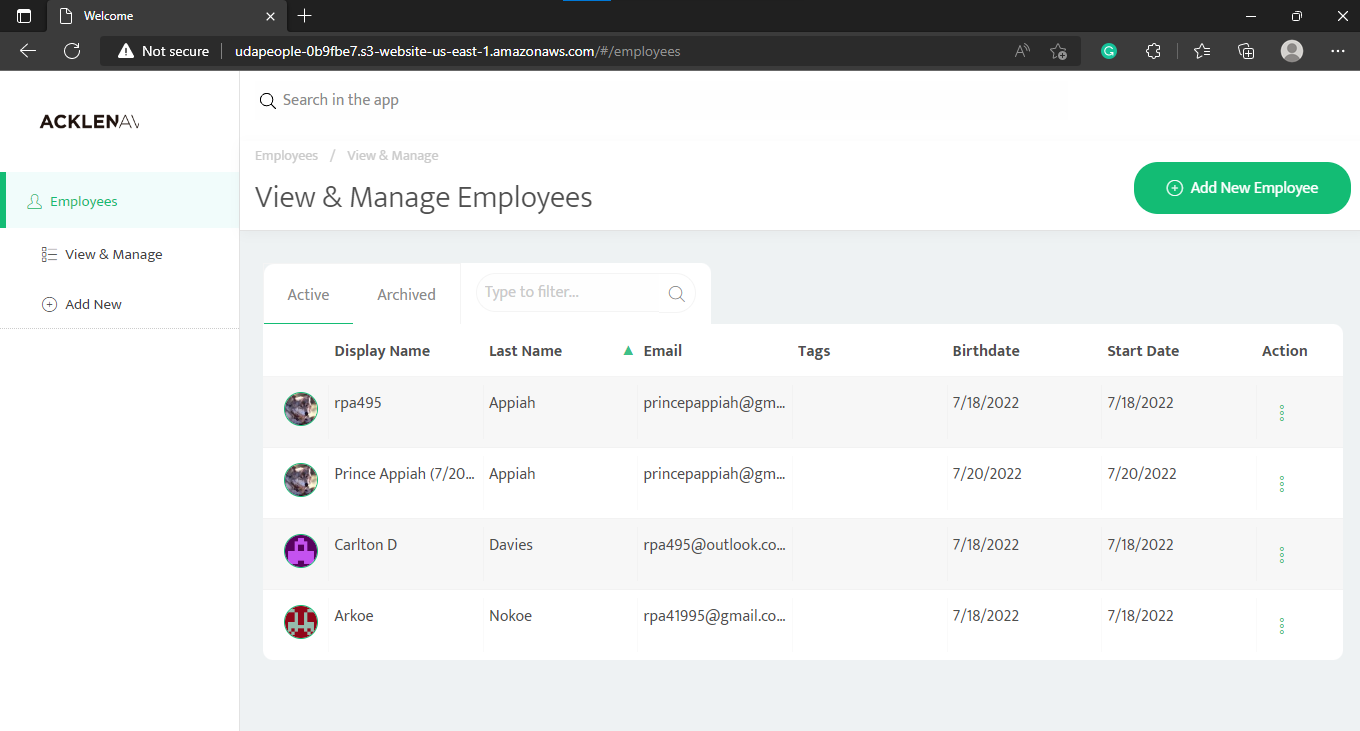 Welcome
Not secure
udapeople-0b9fbe7.s3-website-us-east-1.amazonaws.com/#/employees
ACKLENAV
Search in the app
Employees / View & Manage
View & Manage Employees
Add New Employee
Employees
View & Manage
Add New
Active Archived Type to filter...
Display Name Last Name Email Tags Birthdate Start Date Action
rpa495 Appiah princepappiah@gm... 7/18/2022 7/18/2022
Prince Appiah (7/20... Appiah princepappiah@gm... 7/20/2022 7/20/2022
Carlton D Davies rpa495@outlook.co... 7/18/2022 7/18/2022
Arkoe Nokoe rpa41995@gmail.co... 7/18/2022 7/18/2022